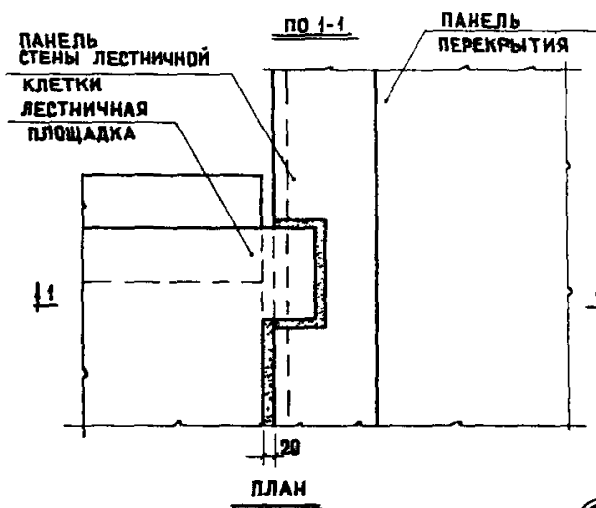 ПО 1-1
ПАНЕЛЬ
СТЕНЫ ЛЕСТНИЧНОЙ
КЛЕТКИ
ЛЕСТНИЧНАЯ
ПЛОЩАДКА
ПАНЕЛЬ
ПЕРЕКРЫТИЯ
1
20
ПЛАН